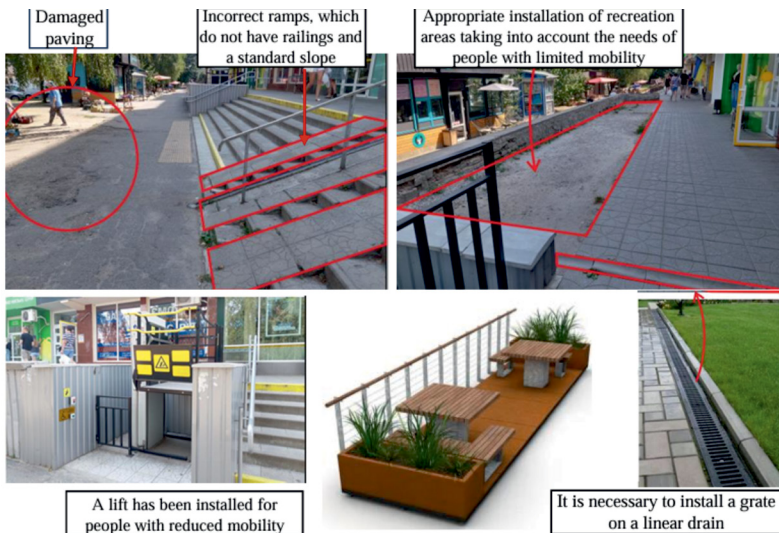 Damaged
paving
Incorrect ramps, which
do not have railings and
a standard slope
Appropriate installation of recreation
areas taking into account the needs of
people with limited mobility
A lift has been installed for
people with reduced mobility
It is necessary to install a grate
on a linear drain